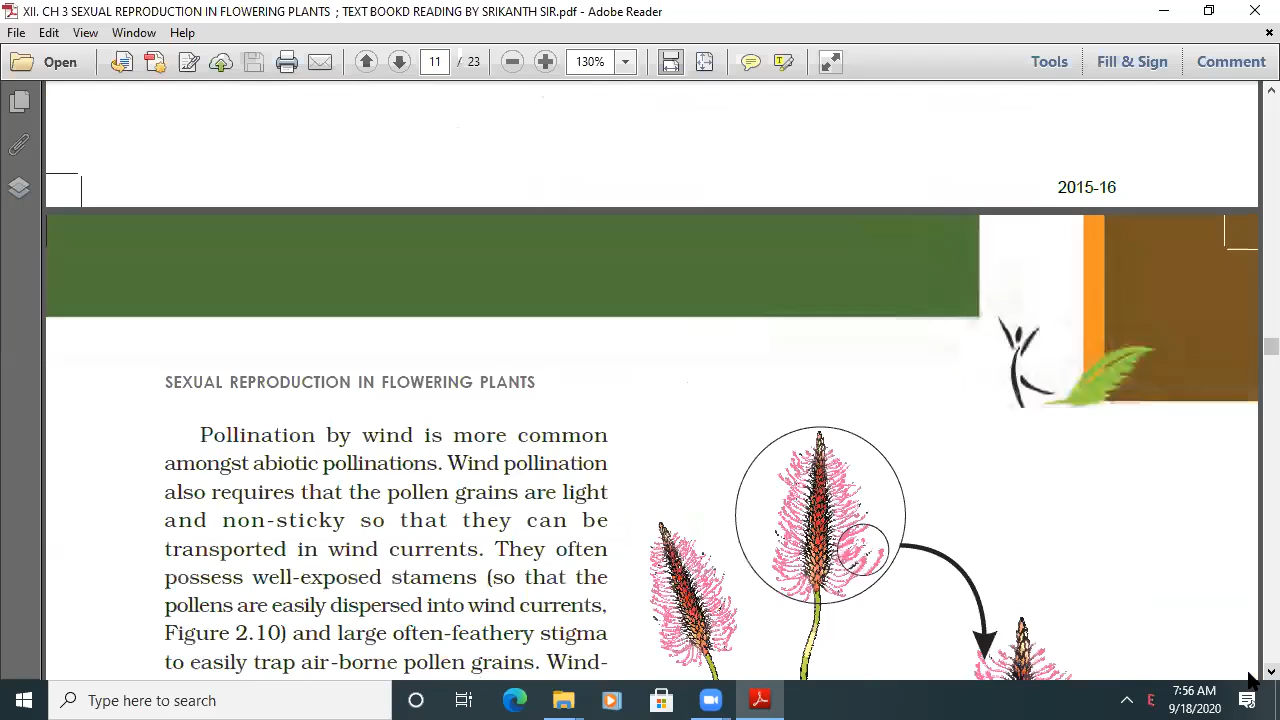 XII. CH 3 SEXUAL REPRODUCTION IN FLOWERING PLANTS ; TEXT BOOKD READING BY SRIKANTH SIR.pdf - Adobe Reader
File Edit View Window Help
Open 11 / 23 130% Tools Fill & Sign Comment
2015-16
SEXUAL REPRODUCTION IN FLOWERING PLANTS
Pollination by wind is more common
amongst abiotic pollinations. Wind pollination
also requires that the pollen grains are light
and non-sticky so that they can be
transported in wind currents. They often
possess well-exposed stamens (so that the
pollens are easily dispersed into wind currents,
Figure 2.10) and large often-feathery stigma
to easily trap air-borne pollen grains. Wind-
Type here to search
7:56 AM
9/18/2020